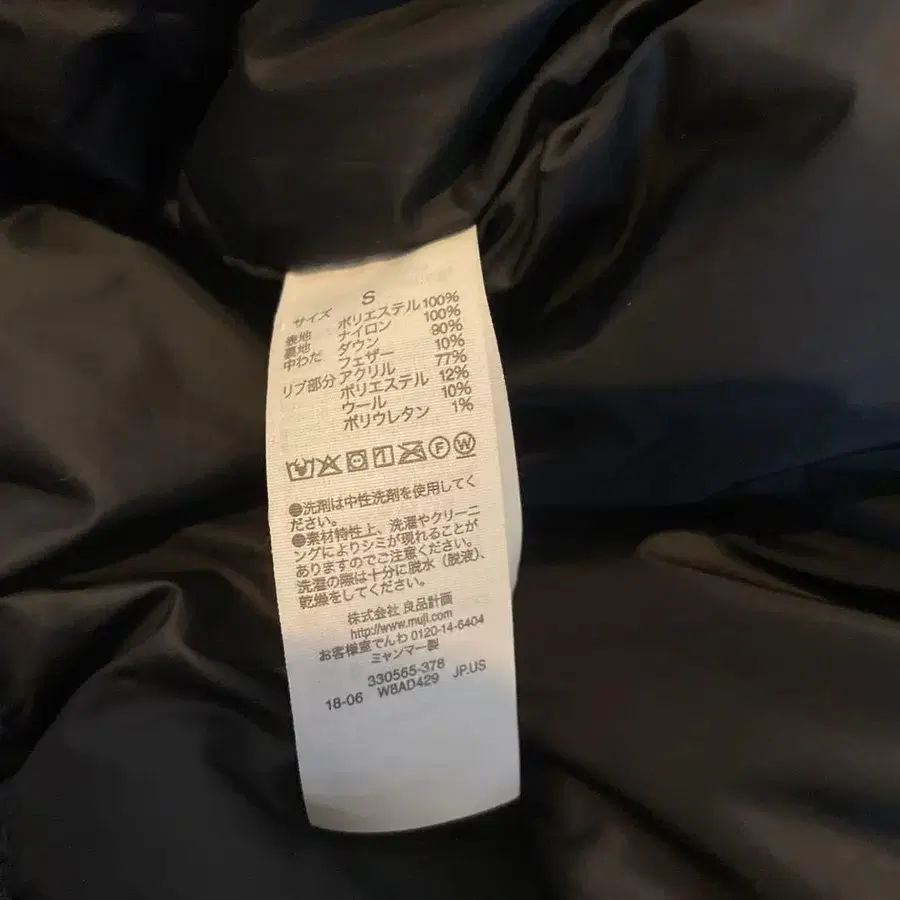 サイズ S
表地 ポリエステル 100%
裏地 ナイロン 100%
中わた ダウン 90%
フェザー 10%
リブ部分 アクリル 77%
ポリエステル 12%
ウール 10%
ポリウレタン 1%
●洗剤は中性洗剤を使用してく
ださい。
●素材特性上、洗濯やクリーニ
ングによりシミが現れることが
ありますのでご注意ください。
洗濯の際は十分に脱水(脱液)、
乾燥をしてください。
株式会社 良品計画
http://www.muji.com
お客様室でんわ 0120-14-6404
ミャンマー製
330565-378
18-06 W8AD429 JP.US